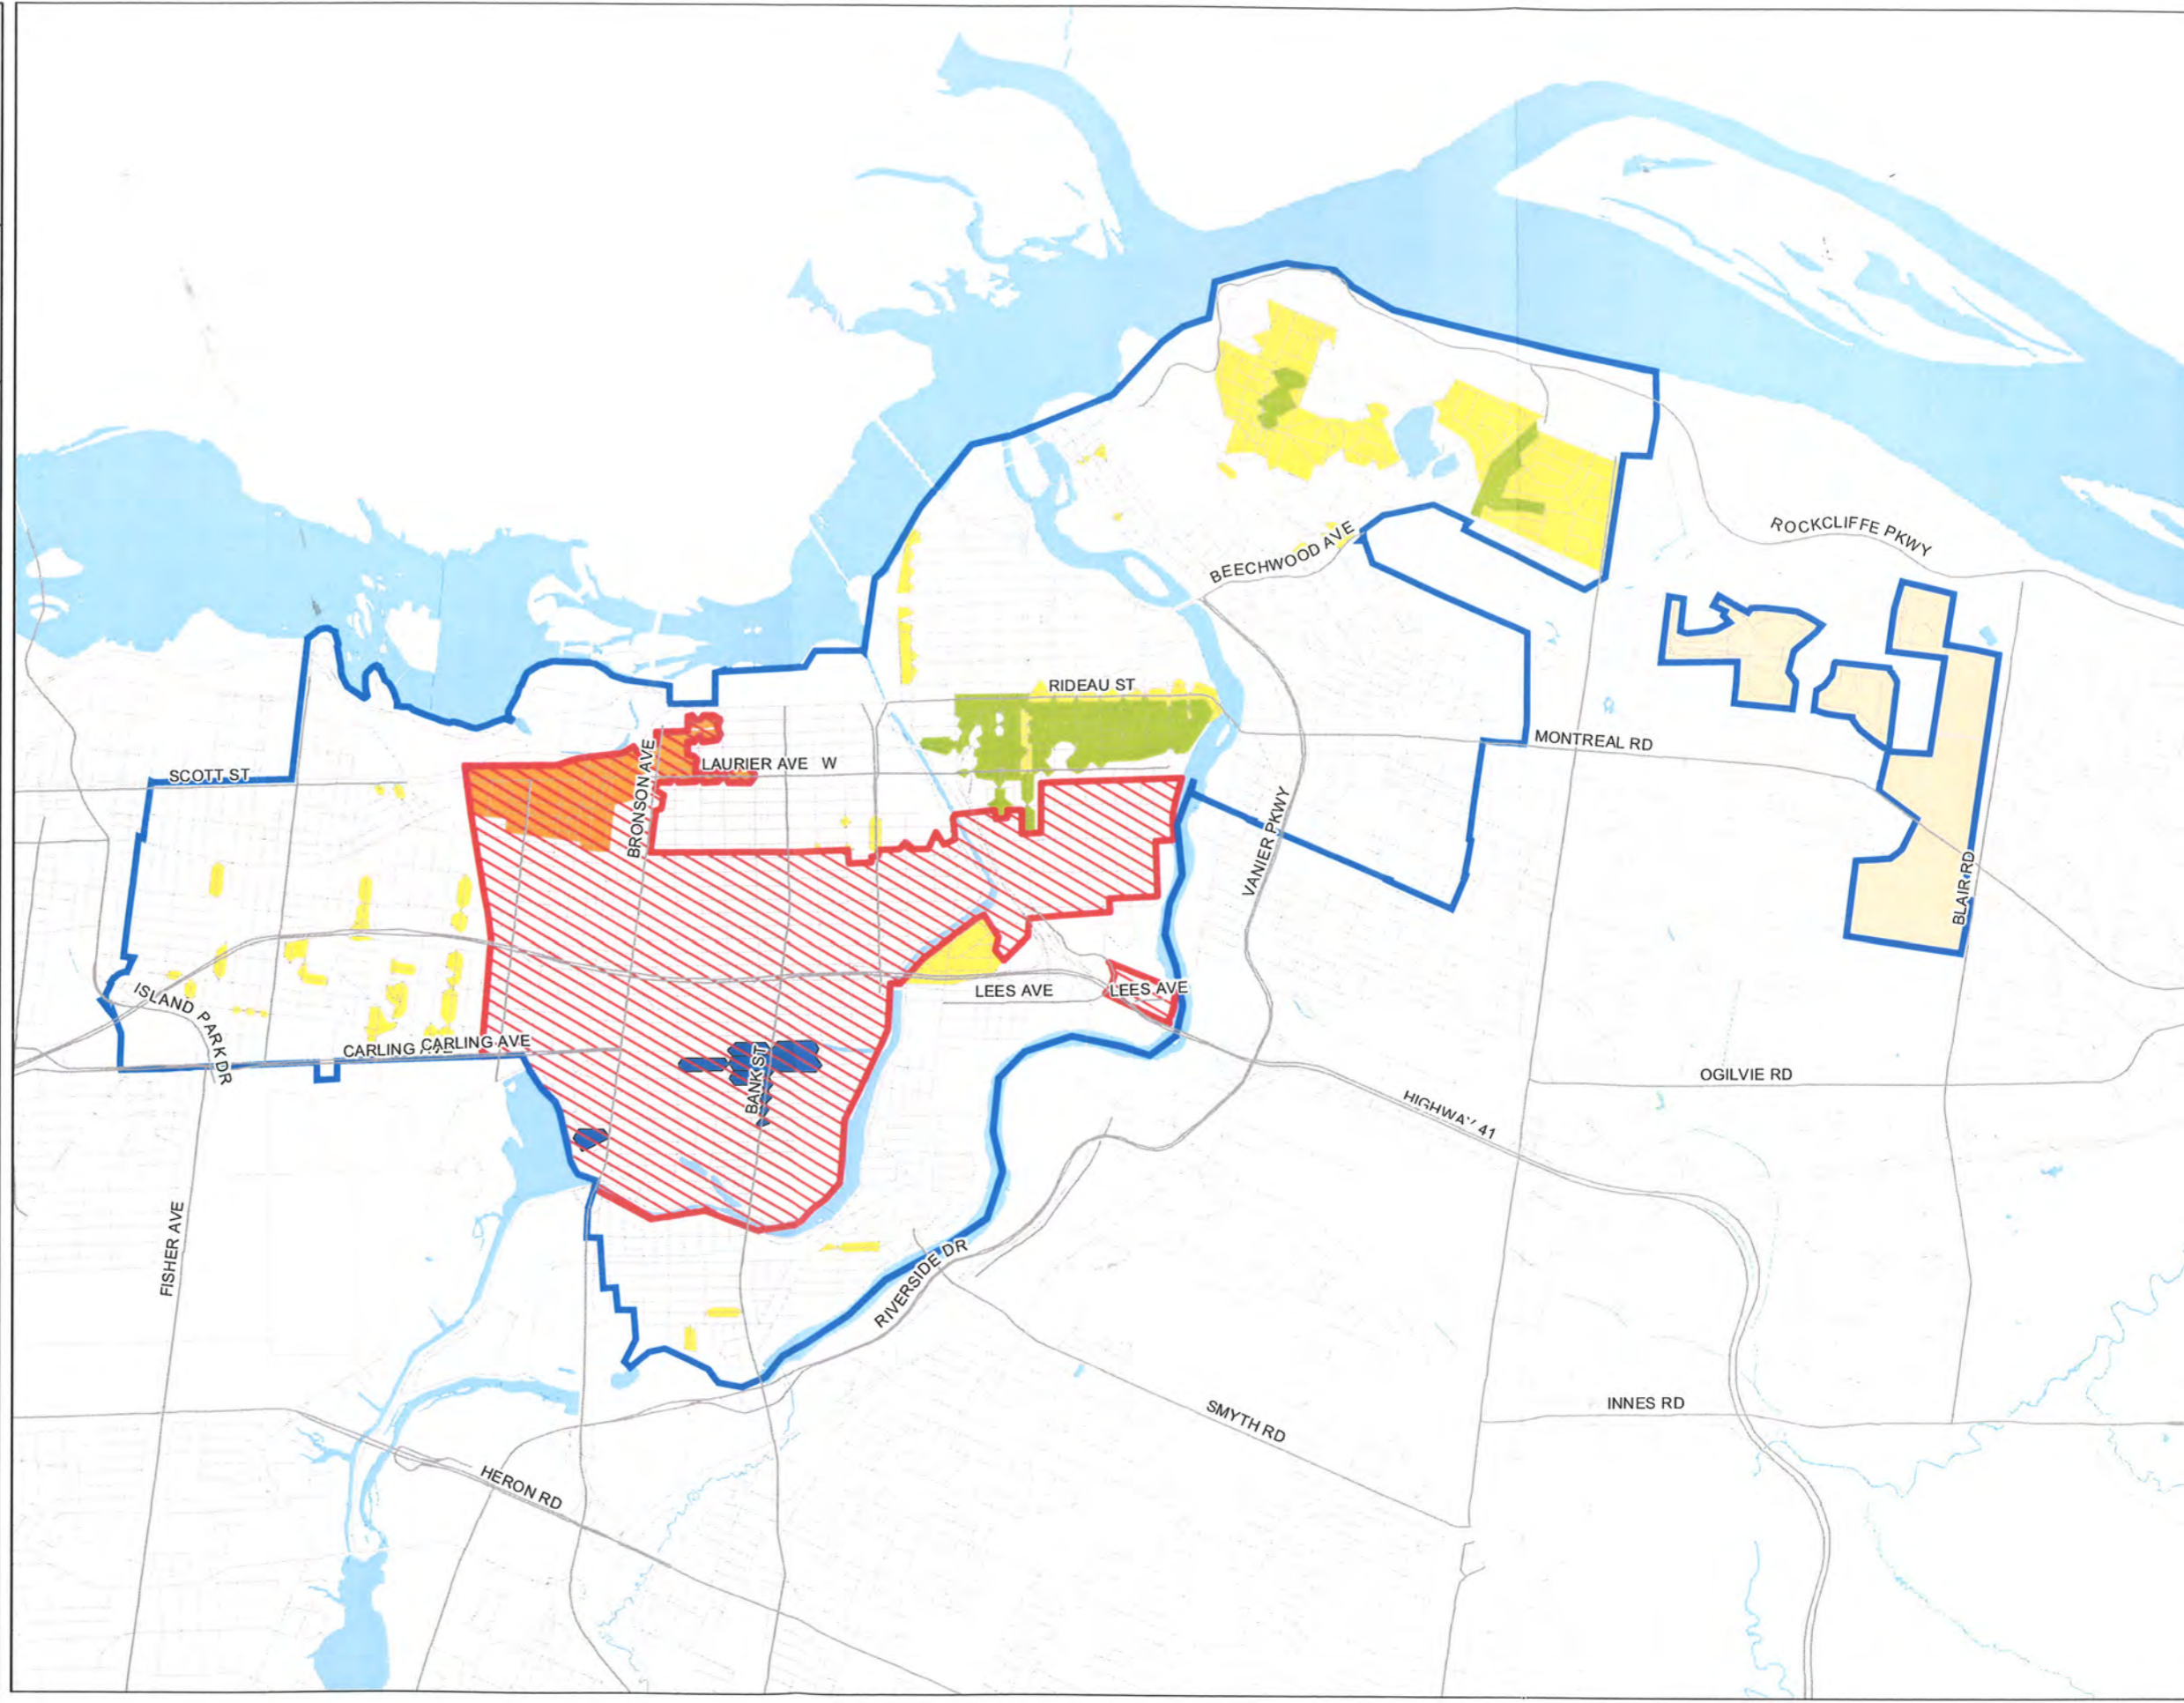 ROCKCLIFFE PKWY
BEECHWOOD AVE
RIDEAU ST
MONTREAL RD
LAURIER AVE W
SCOTT ST
BRONSON AVE
VANIER PKWY
BLAIR RD
ISLAND PARK DR
LEES AVE
LEES AVE
CARLING AVE
CARLING AVE
BANK ST
OGILVIE RD
HIGHWAY 41
FISHER AVE
RIVERSIDE DR
SMYTH RD
INNES RD
HERON RD